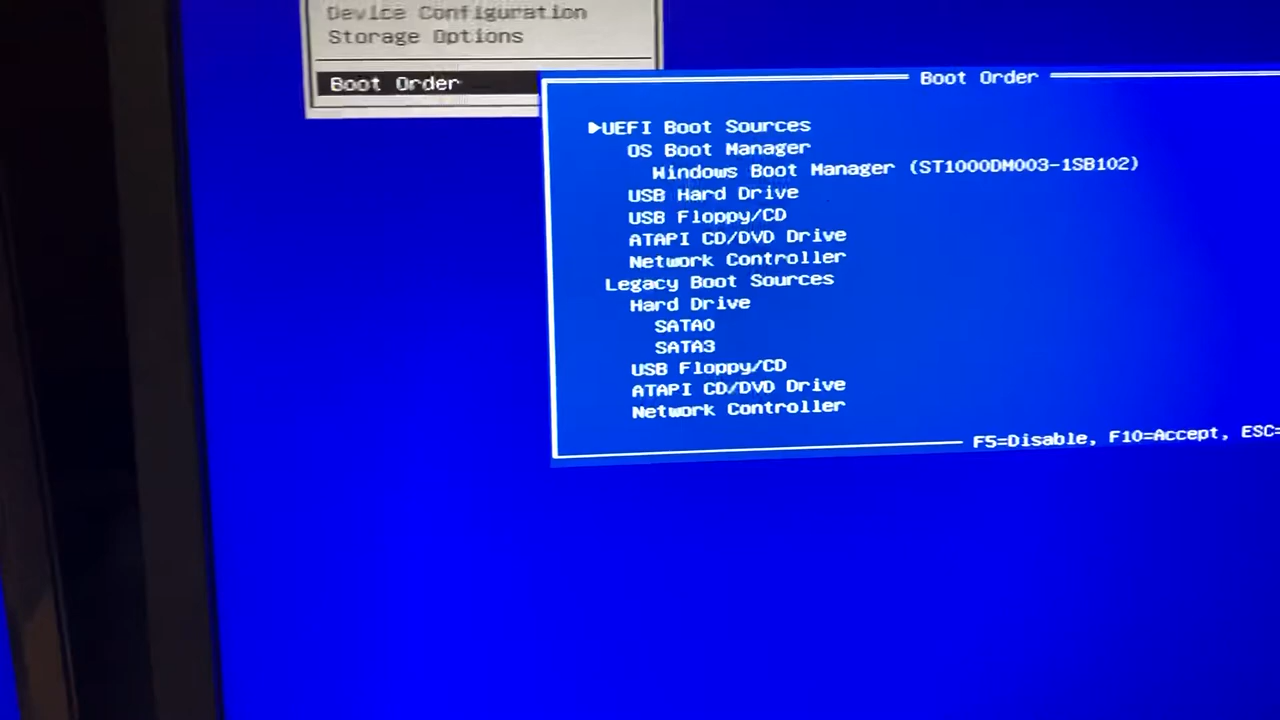 Device Configuration
Storage Options
Boot Order
Boot Order
UEFI Boot Sources
OS Boot Manager
Windows Boot Manager (ST1000DM003-1SB102)
USB Hard Drive
USB Floppy/CD
ATAPI CD/DVD Drive
Network Controller
Legacy Boot Sources
Hard Drive
SATA0
SATA3
USB Floppy/CD
ATAPI CD/DVD Drive
Network Controller
F5=Disable, F10=Accept, ESC=